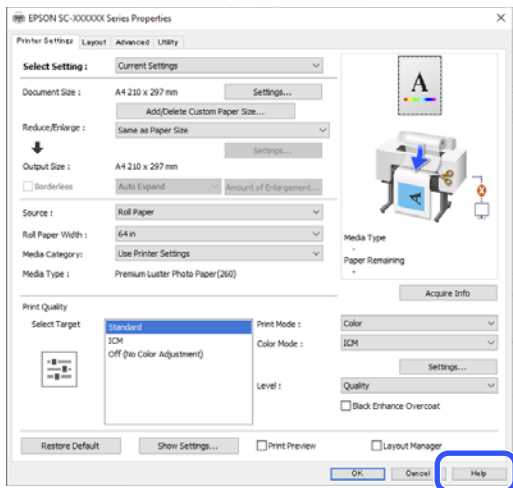 EPSON SC-XXXXXX Series Properties
Printer Settings Layout Advanced Utility
Select Setting : Current Settings
Document Size : A4 210 x 297 mm Settings...
Add/Delete Custom Paper Size...
Reduce/Enlarge : Same as Paper Size
Settings...
Output Size : A4 210 x 297 mm
Borderless Auto Expand Amount of Enlargement...
Source : Roll Paper
Roll Paper Width : 64 in
Media Category: Use Printer Settings
Media Type : Premium Luster Photo Paper(260)
A
A
Media Type
-
Paper Remaining
-
Acquire Info
Print Quality
Select Target Standard
ICM
Off (No Color Adjustment)
Print Mode : Color
Color Mode : ICM
Settings...
Level : Quality
Black Enhance Overcoat
Restore Default Show Settings... Print Preview Layout Manager
OK Cancel Help